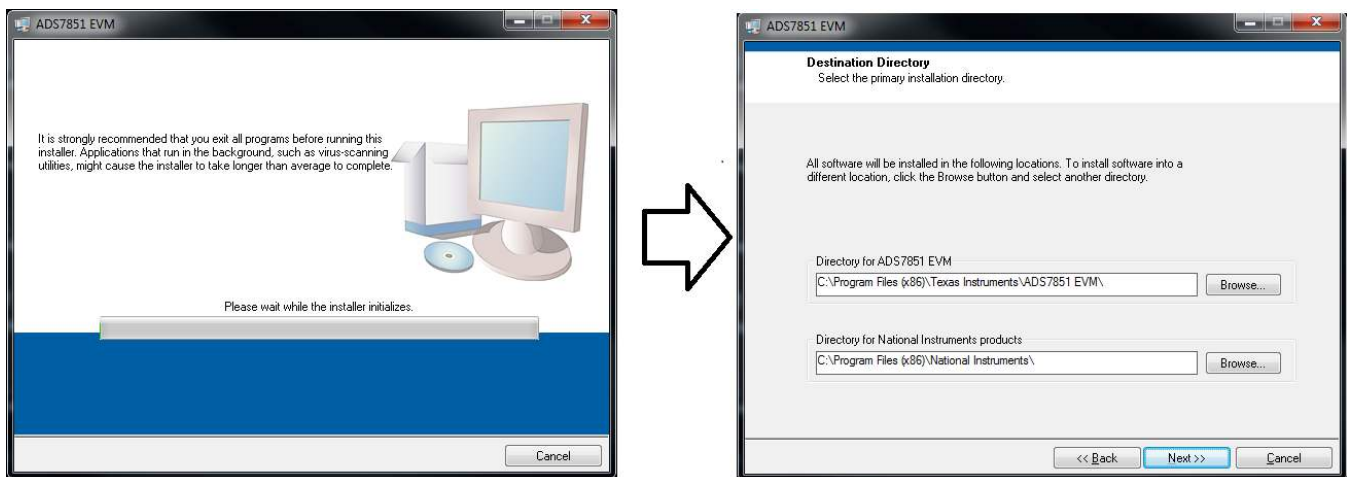 ADS7851 EVM
It is strongly recommended that you exit all programs before running this
installer. Applications that run in the background, such as virus-scanning
utilities, might cause the installer to take longer than average to complete.
Please wait while the installer initializes.
Cancel
ADS7851 EVM
Destination Directory
Select the primary installation directory.
All software will be installed in the following locations. To install software into a
different location, click the Browse button and select another directory.
Directory for ADS7851 EVM
C:\Program Files (x86)\Texas Instruments\ADS7851 EVM\
Browse...
Directory for National Instruments products
C:\Program Files (x86)\National Instruments\
Browse...
<< Back Next >> Cancel